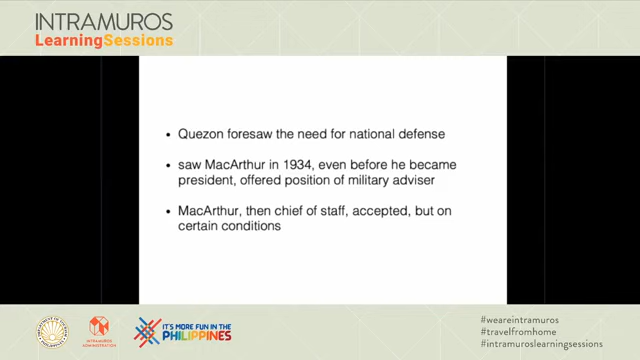 INTRAMUROS
LearningSessions
• Quezon foresaw the need for national defense
• saw MacArthur in 1934, even before he became
president, offered position of military adviser
• MacArthur, then chief of staff, accepted, but on
certain conditions
INTRAMUROS
ADMINISTRATION
IT'S MORE FUN IN THE
PHILIPPINES
#weareintramuros
#travelfromhome
#intramuroslearningsessions